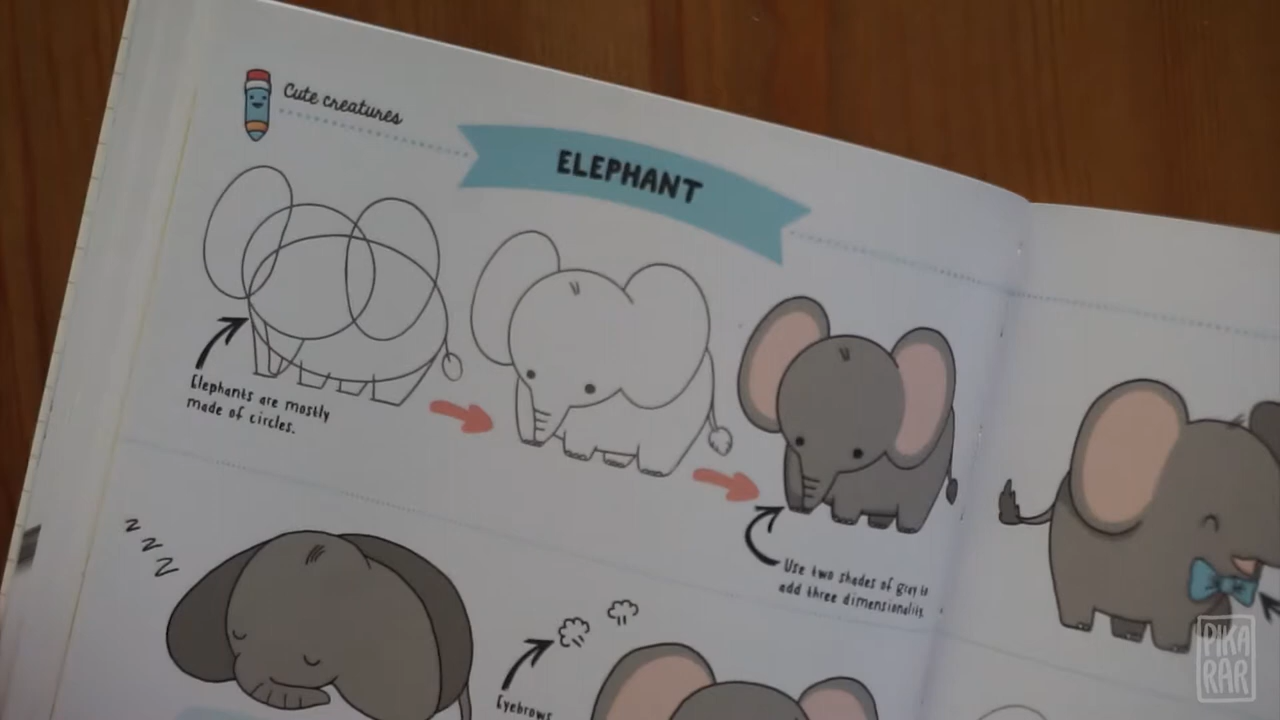 Cute creatures
ELEPHANT
Elephants are mostly
made of circles.
Use two shades of gray to
add three dimensionality.
z
z
z
Eyebrows
PIKA
RAR